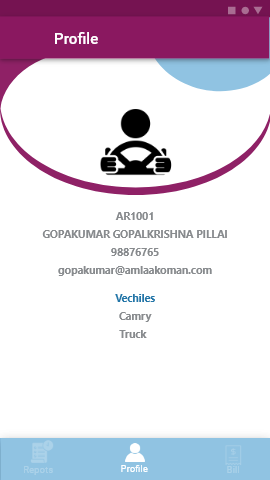 Profile
AR1001
GOPAKUMAR GOPALKRISHNA PILLAI
98876765
gopakumar@amlaakoman.com
Vechiles
Camry
Truck
Repots
Profile
Bill